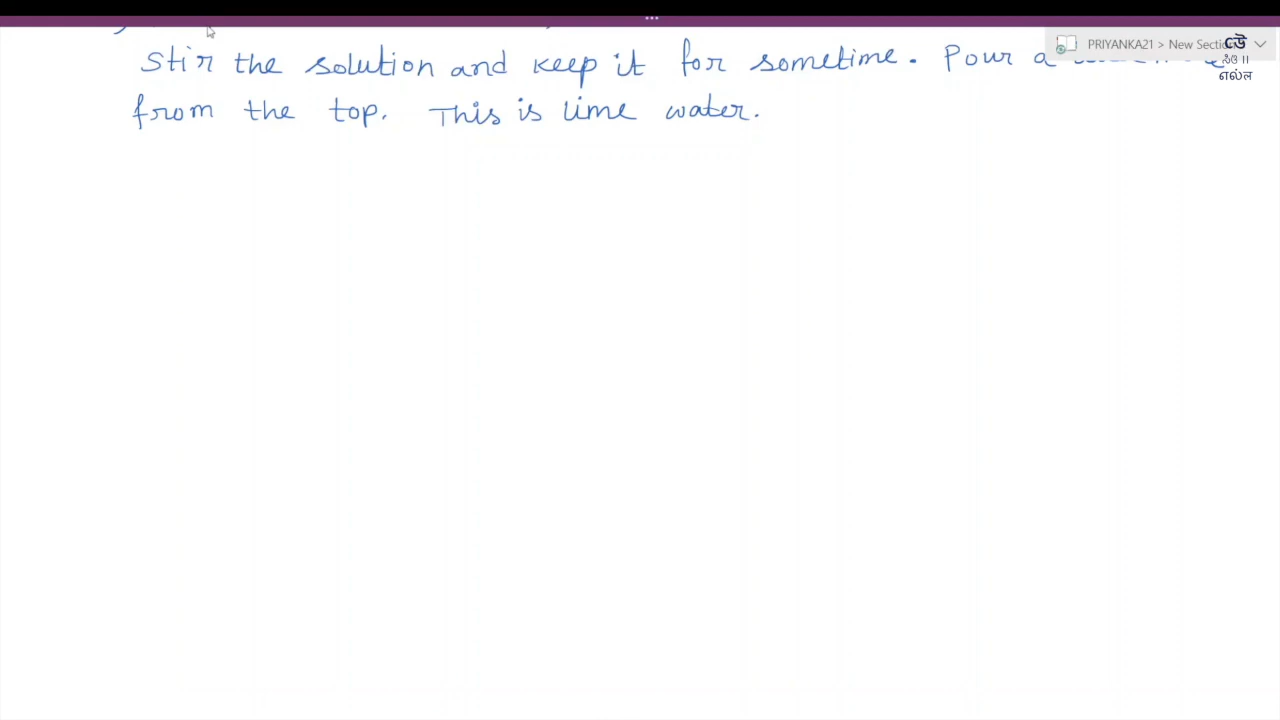 PRIYANKA21 > New Section
Stir the solution and keep it for sometime. Pour a
from the top. This is lime water.